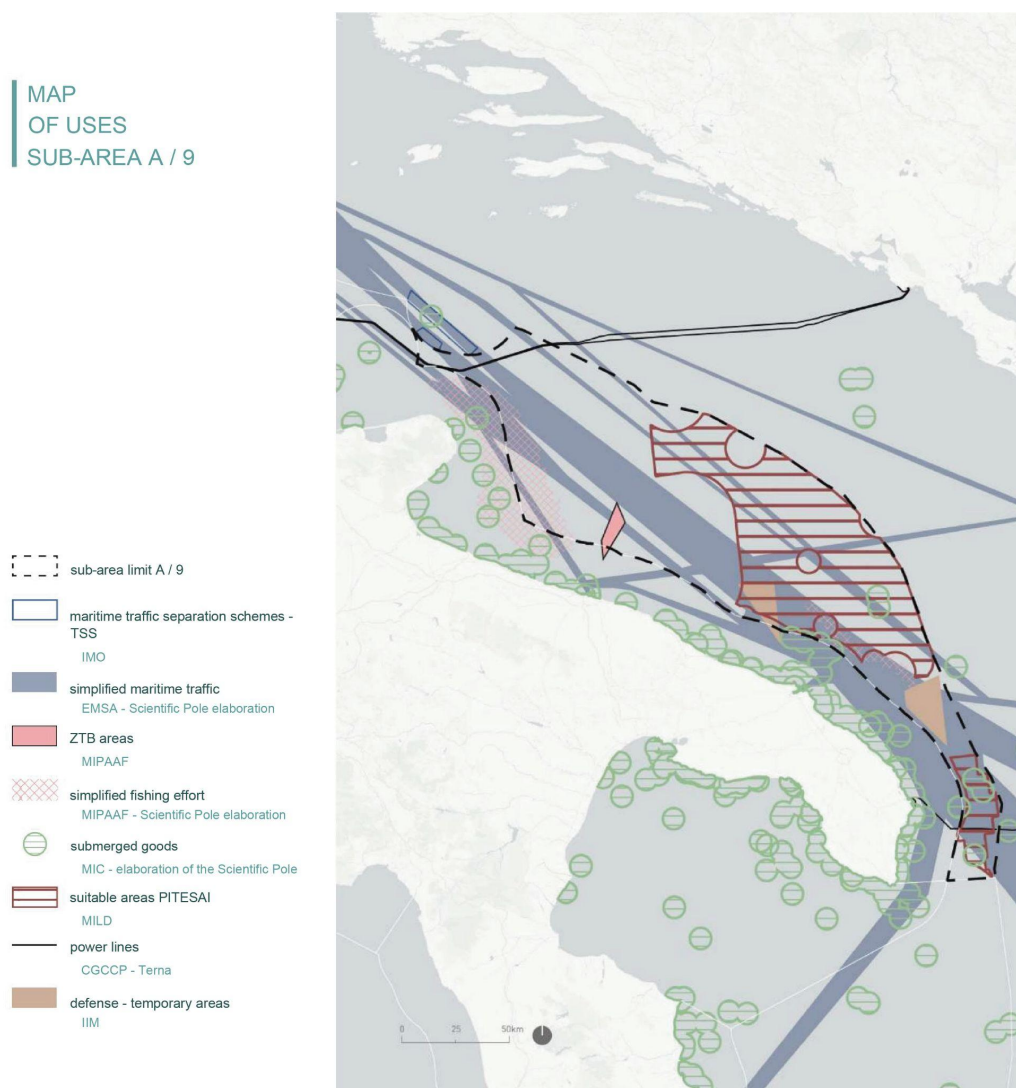 MAP
OF USES
SUB-AREA A / 9
sub-area limit A / 9
maritime traffic separation schemes -
TSS
IMO
simplified maritime traffic
EMSA - Scientific Pole elaboration
ZTB areas
MIPAAF
simplified fishing effort
MIPAAF - Scientific Pole elaboration
submerged goods
MIC - elaboration of the Scientific Pole
suitable areas PITESAI
MILD
power lines
CGCCP - Terna
defense - temporary areas
IIM
0 25 50km